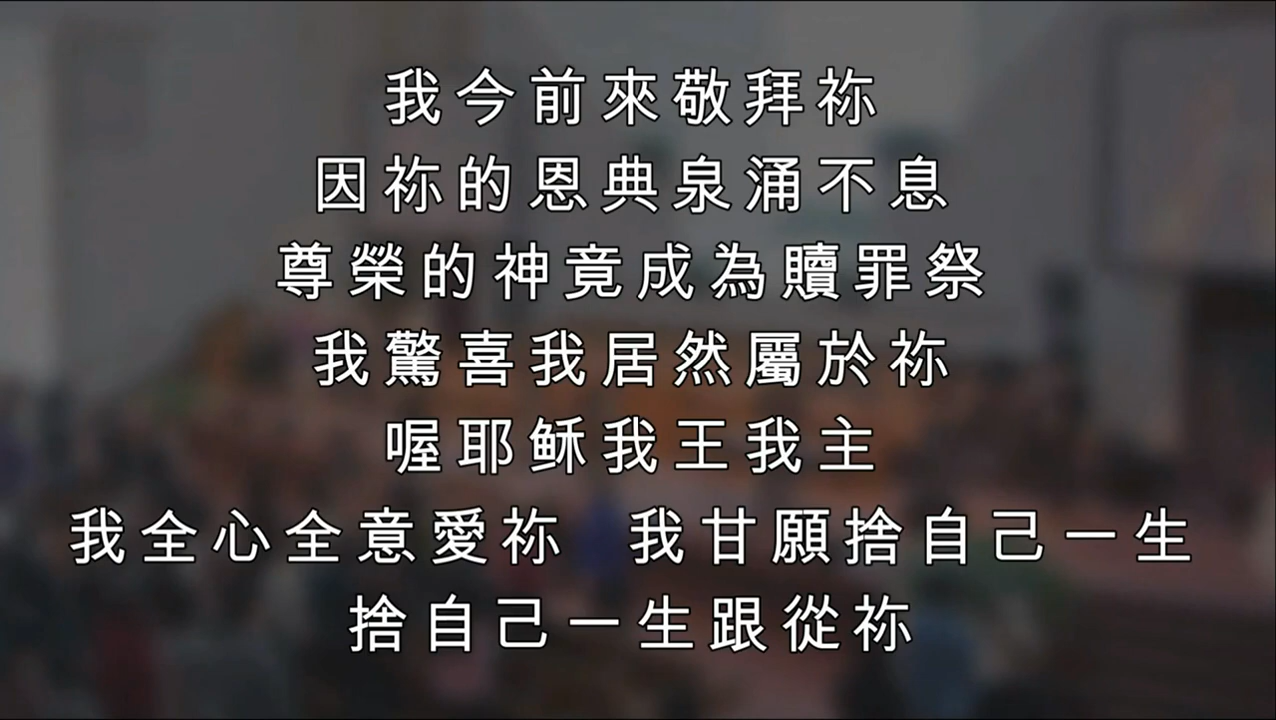 我今前來敬拜祢
因祢的恩典泉涌不息
尊榮的神竟成為贖罪祭
我驚喜我居然屬於祢
喔耶穌我王我主
我全心全意愛祢 我甘願捨自己一生
捨自己一生跟從祢